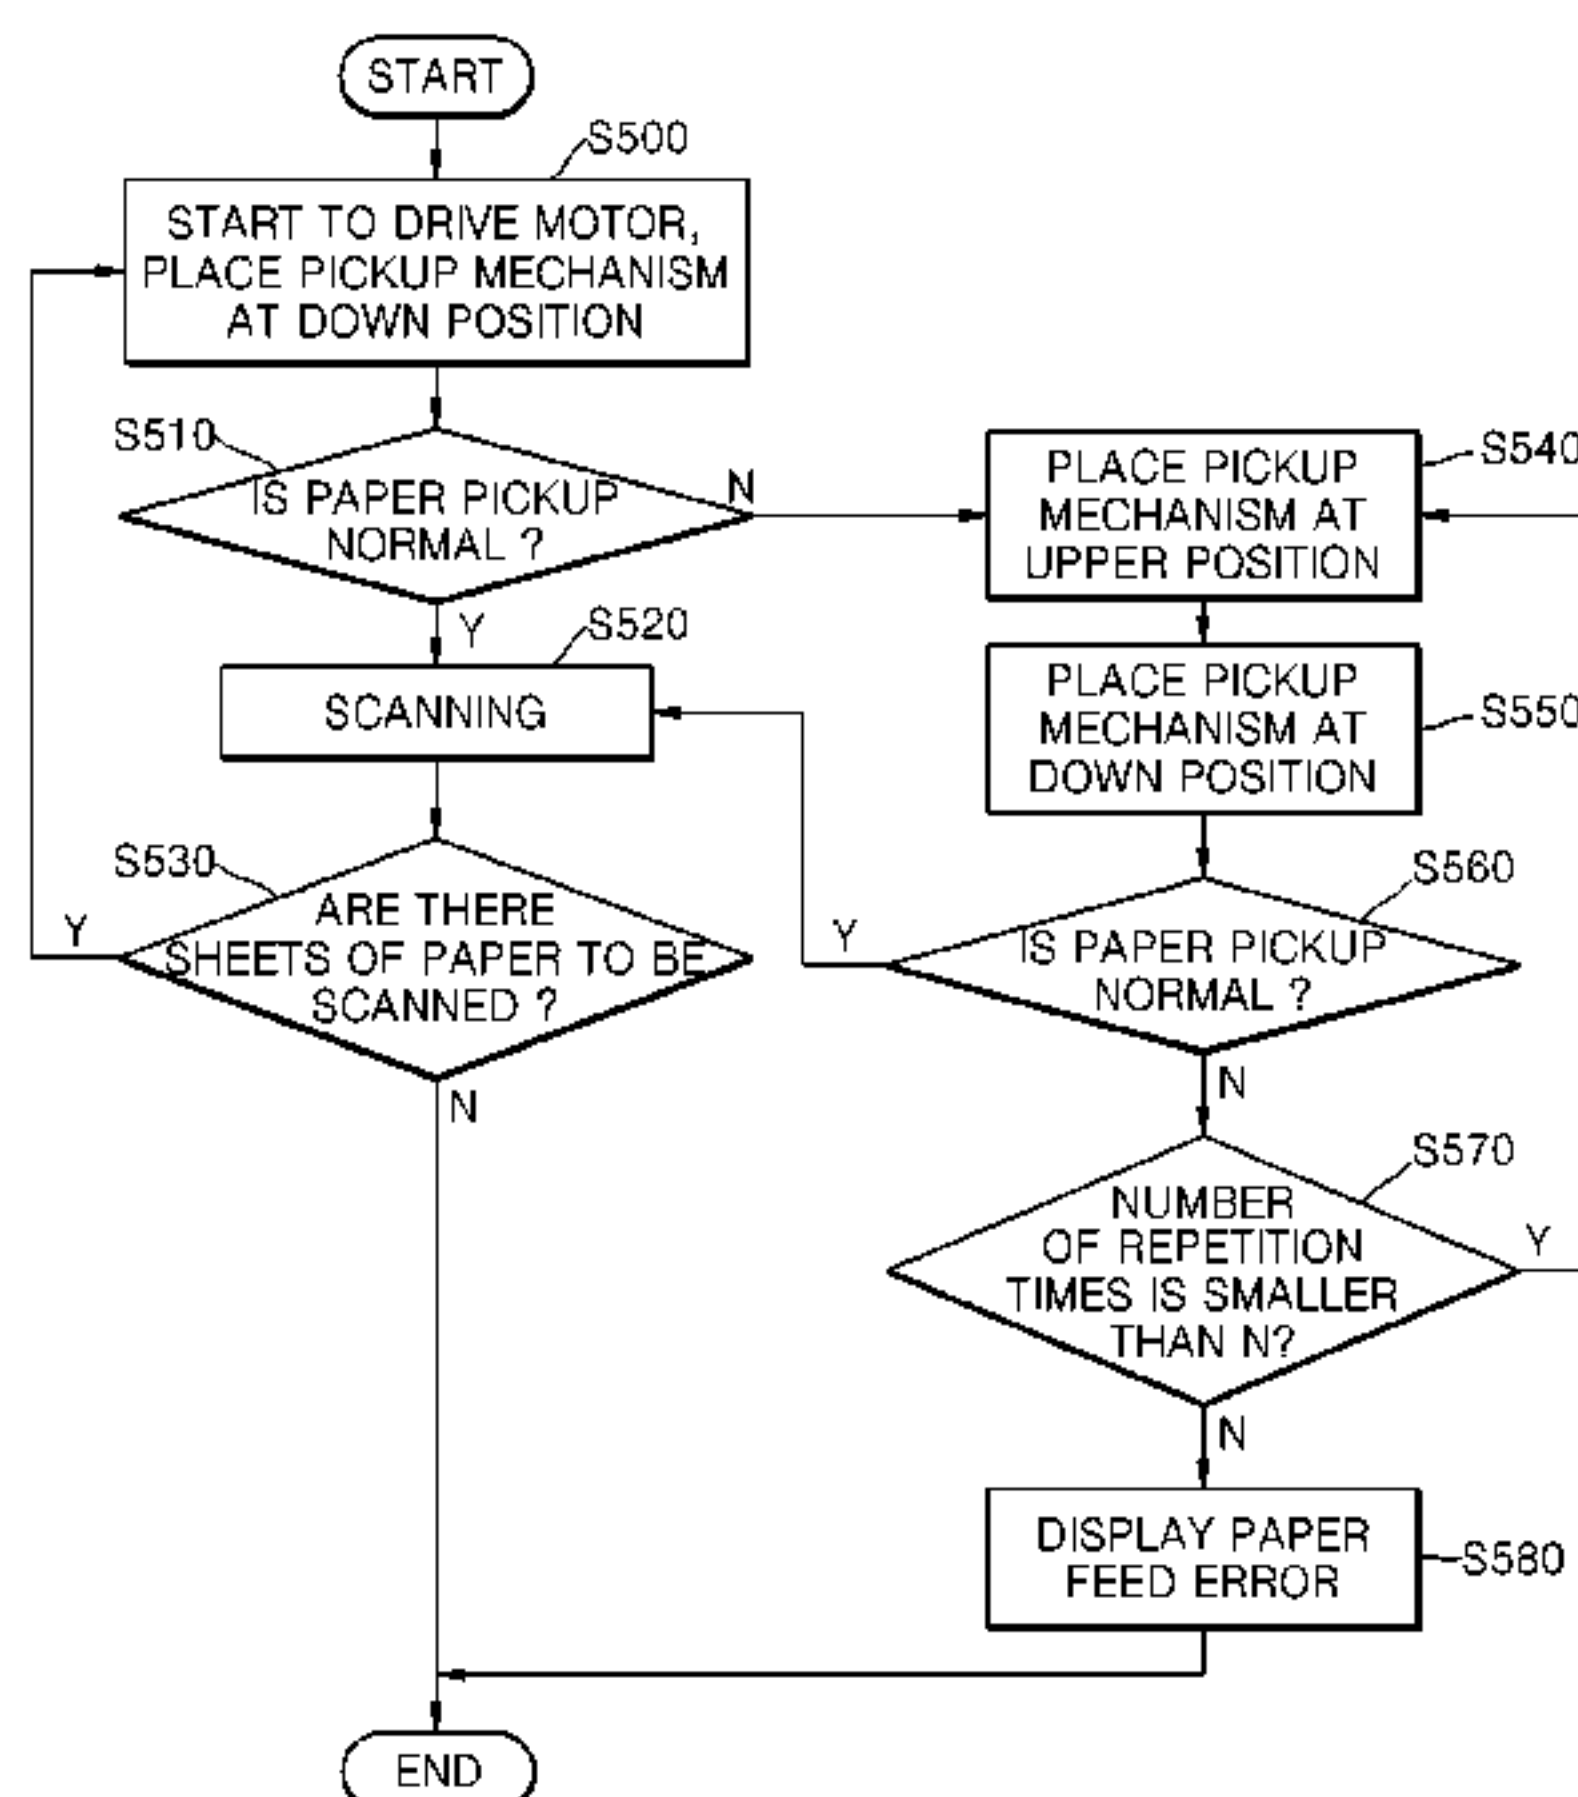 START
S500
START TO DRIVE MOTOR,
PLACE PICKUP MECHANISM
AT DOWN POSITION
S510
IS PAPER PICKUP
NORMAL ?
N
Y
S520
SCANNING
S530
ARE THERE
SHEETS OF PAPER TO BE
SCANNED ?
Y
N
PLACE PICKUP
MECHANISM AT
UPPER POSITION
S540
PLACE PICKUP
MECHANISM AT
DOWN POSITION
S550
S560
IS PAPER PICKUP
NORMAL ?
Y
N
S570
NUMBER
OF REPETITION
TIMES IS SMALLER
THAN N?
Y
N
DISPLAY PAPER
FEED ERROR
S580
END